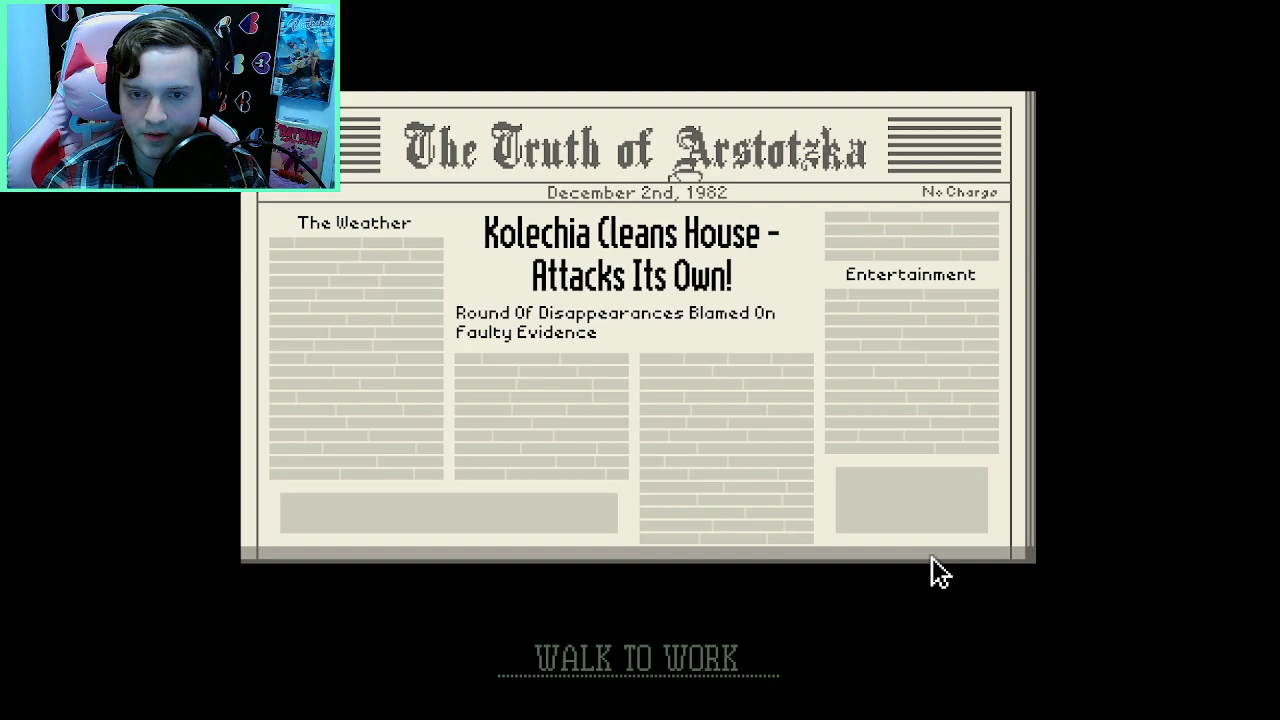 The Truth of Arstotzka
December 2nd, 1982
No Charge
The Weather
Kolechia Cleans House -
Attacks Its Own!
Round Of Disappearances Blamed On
Faulty Evidence
Entertainment
WALK TO WORK